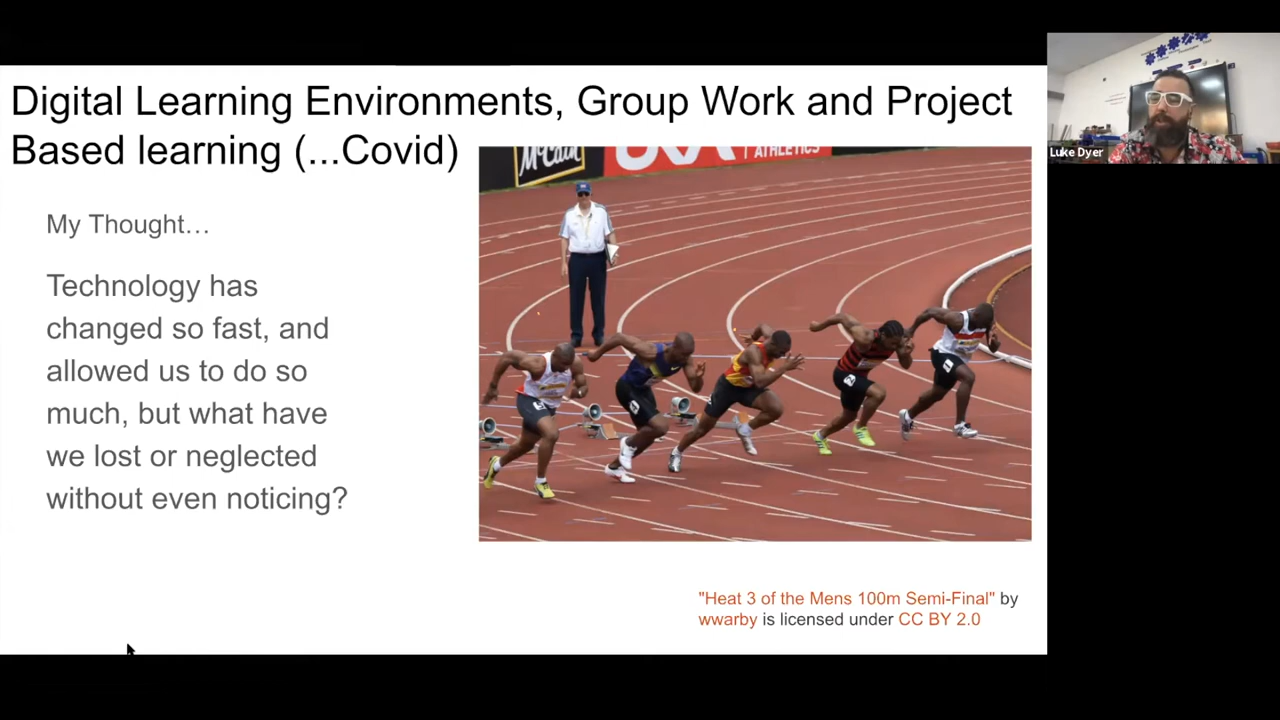 Digital Learning Environments, Group Work and Project
Based learning (...Covid)
My Thought…
Technology has
changed so fast, and
allowed us to do so
much, but what have
we lost or neglected
without even noticing?
McCain
ATHLETICS
"Heat 3 of the Mens 100m Semi-Final" by
wwarby is licensed under CC BY 2.0
Luke Dyer